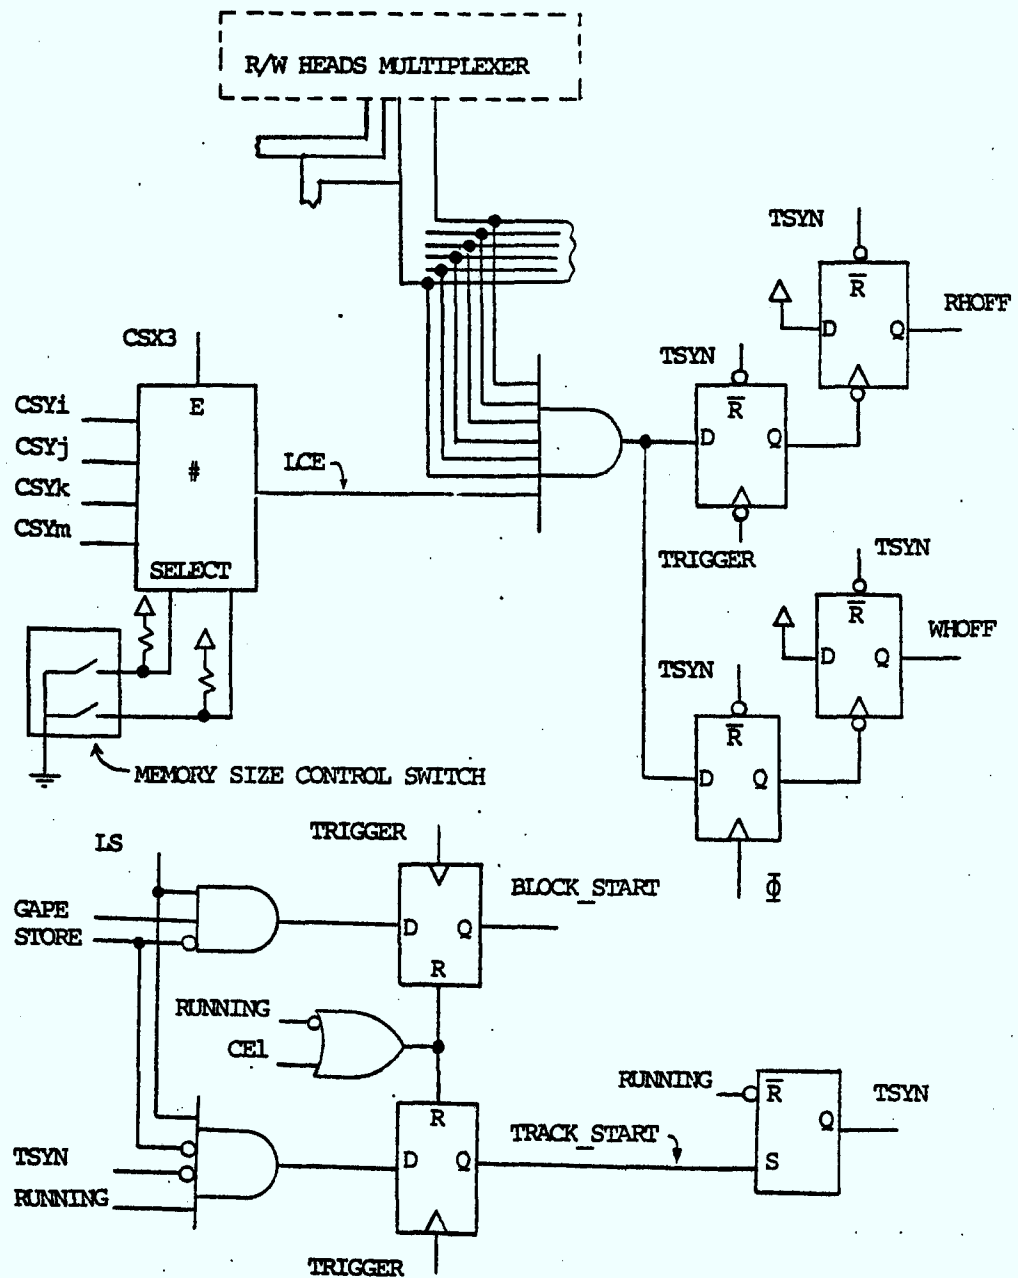 R/W HEADS MULTIPLEXER
TSYN
R̅
D
Q
RHOFF
CSX3
E
CSYi
CSYj
CSYk
CSYm
#
SELECT
LCE
TSYN
R̅
D
Q
TRIGGER
TSYN
R̅
D
Q
WHOFF
TSYN
R̅
D
Q
Φ̅
MEMORY SIZE CONTROL SWITCH
LS
TRIGGER
GAPE
STORE
D
Q
R
BLOCK_START
RUNNING
CE1
R
D
Q
TRIGGER
TRACK_START
RUNNING
R̅
Q
S
TSYN
TSYN
RUNNING